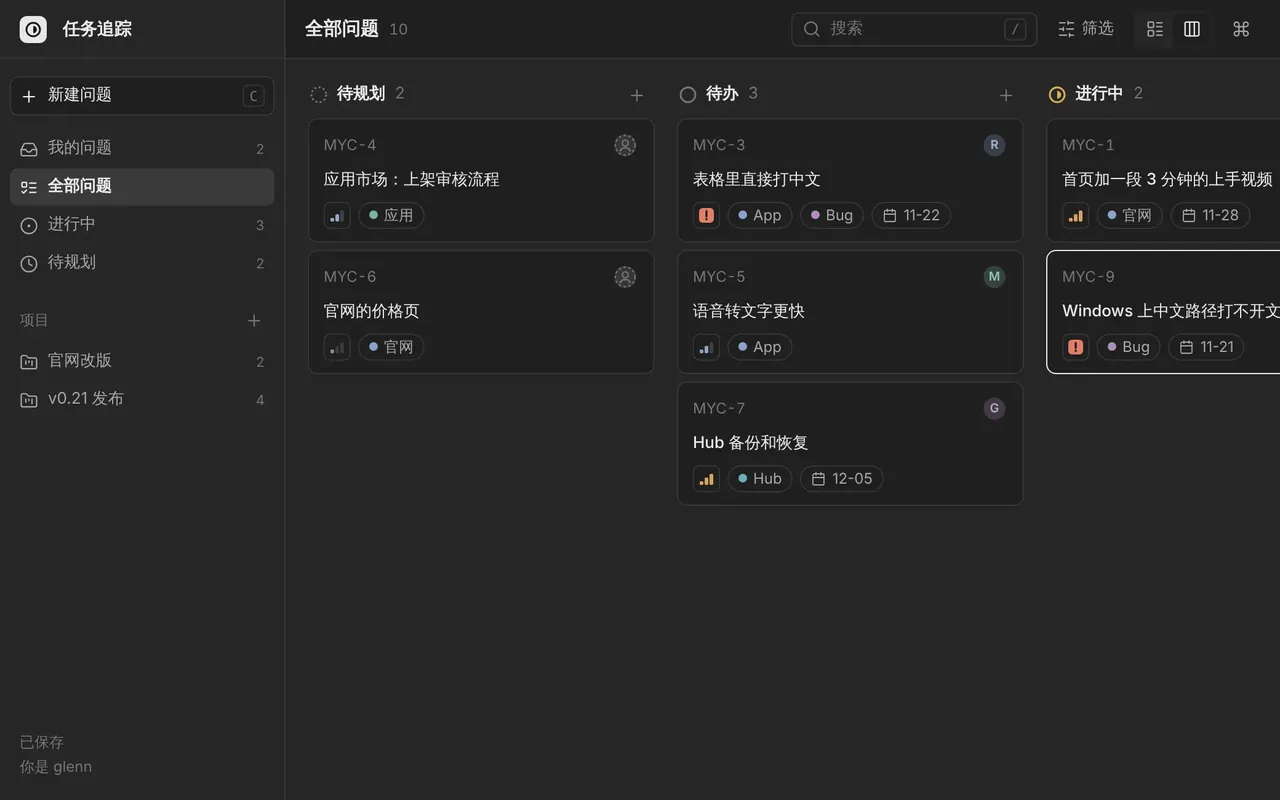 任务追踪
新建问题 C
我的问题 2
全部问题
进行中 3
待规划 2
项目
官网改版 2
v0.21 发布 4
已保存
你是 glenn
全部问题 10
搜索 /
筛选
⌘
待规划 2
MYC-4
应用市场：上架审核流程
应用
MYC-6
官网的价格页
官网
待办 3
MYC-3 R
表格里直接打中文
App Bug 11-22
MYC-5 M
语音转文字更快
App
MYC-7 G
Hub 备份和恢复
Hub 12-05
进行中 2
MYC-1
首页加一段 3 分钟的上手视频
官网 11-28
MYC-9
Windows 上中文路径打不开文
Bug 11-21